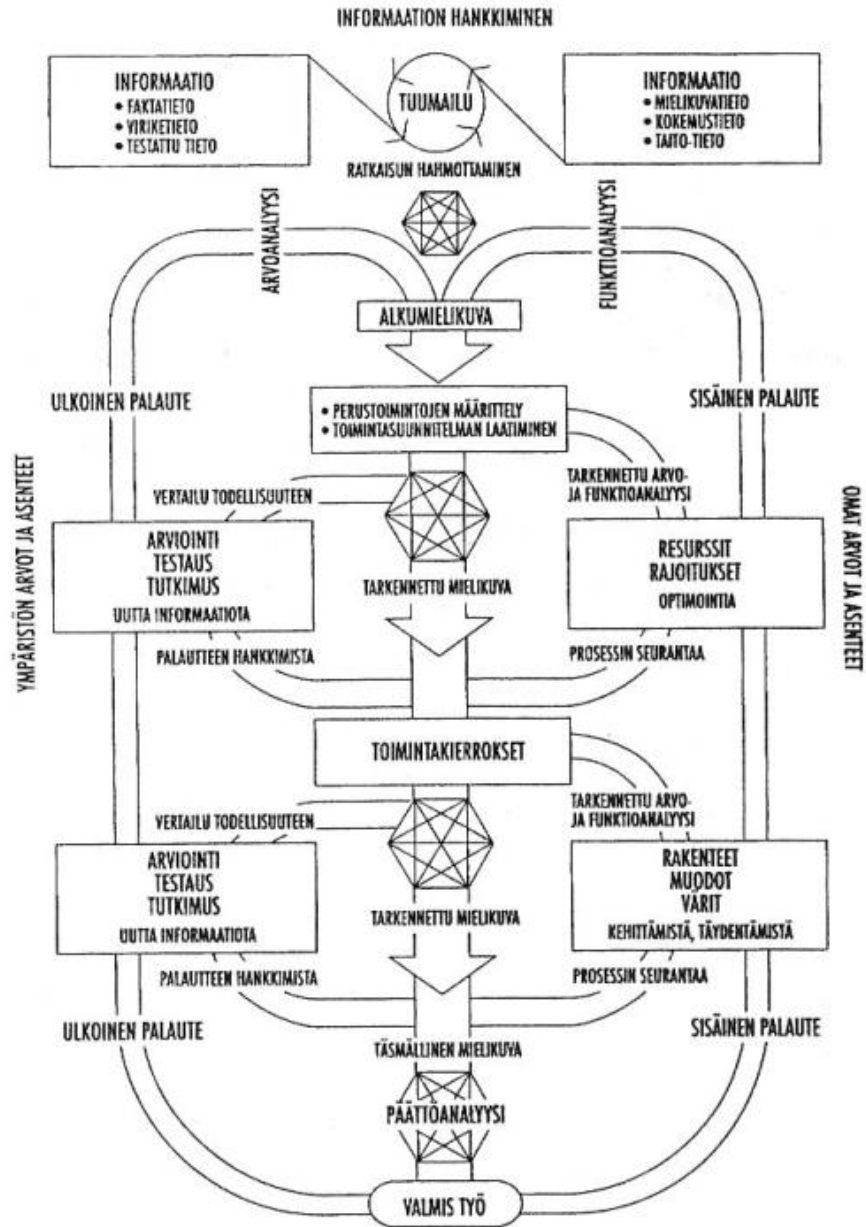 INFORMAATION HANKKIMINEN
INFORMAATIO
• FAKTATIETO
• VIRIKETIETO
• TESTATTU TIETO
TUUMAILU
INFORMAATIO
• MIELIKUVATIETO
• KOKEMUSTIETO
• TAITO-TIETO
RATKAISUN HAHMOTTAMINEN
ARVOANALYYSI
FUNKTIOANALYYSI
ALKUMIELIKUVA
ULKOINEN PALAUTE
SISÄINEN PALAUTE
• PERUSTOIMINTOJEN MÄÄRITTELY
• TOIMINTASUUNNITELMAN LAATIMINEN
YMPÄRISTÖN ARVOT JA ASENTEET
OMAT ARVOT JA ASENTEET
VERTAILU TODELLISUUTEEN
TARKENNETTU ARVO-
JA FUNKTIOANALYYSI
ARVIOINTI
TESTAUS
TUTKIMUS
UUTTA INFORMAATIOTA
TARKENNETTU MIELIKUVA
RESURSSIT
RAJOITUKSET
OPTIMOINTIA
PALAUTTEEN HANKKIMISTA
PROSESSIN SEURANTAA
TOIMINTAKIERROKSET
VERTAILU TODELLISUUTEEN
TARKENNETTU ARVO-
JA FUNKTIOANALYYSI
ARVIOINTI
TESTAUS
TUTKIMUS
UUTTA INFORMAATIOTA
TARKENNETTU MIELIKUVA
RAKENTEET
MUODOT
VÄRIT
KEHITTÄMISTÄ, TÄYDENTÄMISTÄ
PALAUTTEEN HANKKIMISTA
PROSESSIN SEURANTAA
ULKOINEN PALAUTE
SISÄINEN PALAUTE
TÄSMÄLLINEN MIELIKUVA
PÄÄTTÖANALYYSI
VALMIS TYÖ